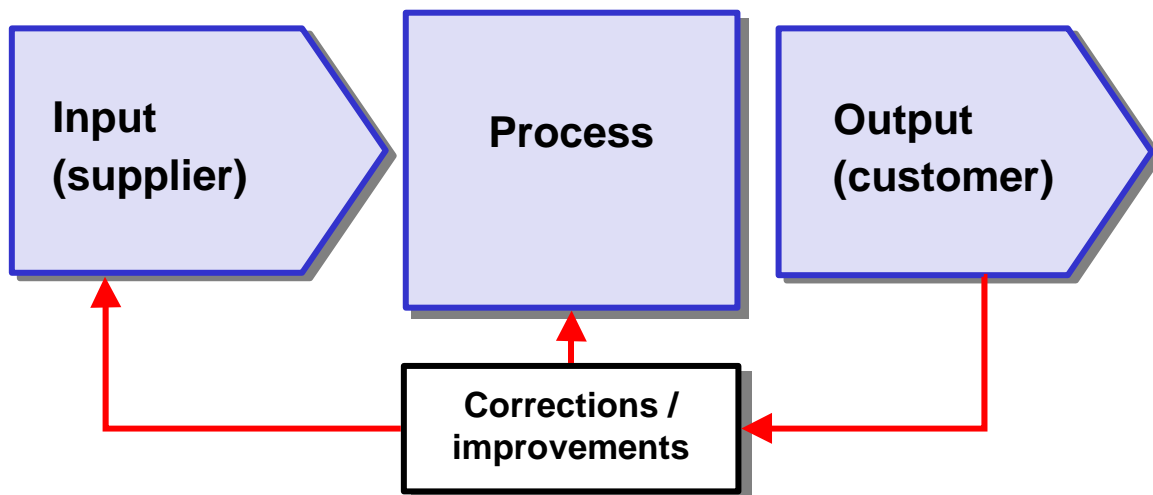 Input
(supplier)
Process
Output
(customer)
Corrections /
improvements